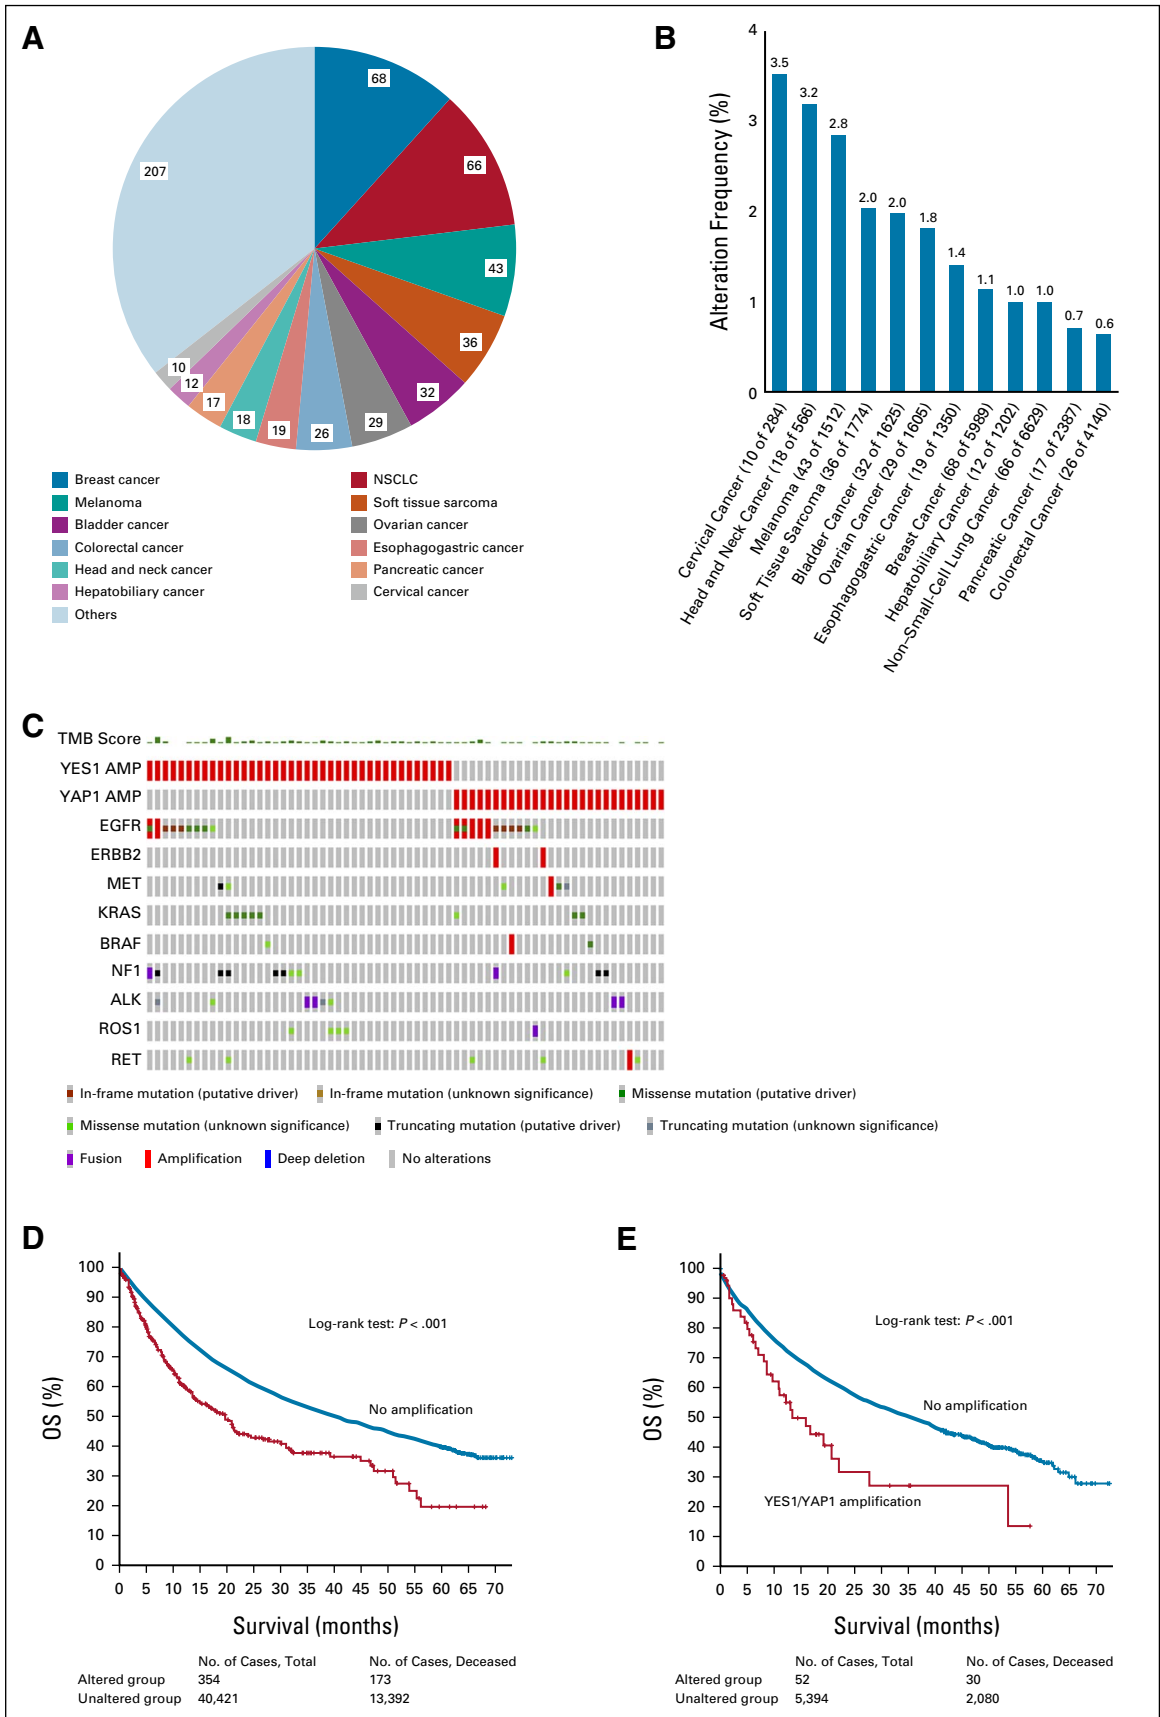 A
68
66
43
36
32
29
26
19
18
17
12
10
207
Breast cancer
NSCLC
Melanoma
Soft tissue sarcoma
Bladder cancer
Ovarian cancer
Colorectal cancer
Esophagogastric cancer
Head and neck cancer
Pancreatic cancer
Hepatobiliary cancer
Cervical cancer
Others
B
Alteration Frequency (%)
4
3
2
1
0
3.5
3.2
2.8
2.0
2.0
1.8
1.4
1.1
1.0
1.0
0.7
0.6
Cervical Cancer (10 of 284)
Head and Neck Cancer (18 of 566)
Melanoma (43 of 1512)
Soft Tissue Sarcoma (36 of 1774)
Bladder Cancer (32 of 1625)
Ovarian Cancer (29 of 1605)
Esophagogastric Cancer (19 of 1350)
Breast Cancer (68 of 5989)
Hepatobiliary Cancer (12 of 1202)
Non–Small-Cell Lung Cancer (66 of 6629)
Pancreatic Cancer (17 of 2387)
Colorectal Cancer (26 of 4140)
C
TMB Score
YES1 AMP
YAP1 AMP
EGFR
ERBB2
MET
KRAS
BRAF
NF1
ALK
ROS1
RET
In-frame mutation (putative driver)
In-frame mutation (unknown significance)
Missense mutation (putative driver)
Missense mutation (unknown significance)
Truncating mutation (putative driver)
Truncating mutation (unknown significance)
Fusion
Amplification
Deep deletion
No alterations
D
OS (%)
100
90
80
70
60
50
40
30
20
10
0
Log-rank test: P < .001
No amplification
0 5 10 15 20 25 30 35 40 45 50 55 60 65 70
Survival (months)
No. of Cases, Total No. of Cases, Deceased
Altered group 354 173
Unaltered group 40,421 13,392
E
OS (%)
100
90
80
70
60
50
40
30
20
10
0
Log-rank test: P < .001
No amplification
YES1/YAP1 amplification
0 5 10 15 20 25 30 35 40 45 50 55 60 65 70
Survival (months)
No. of Cases, Total No. of Cases, Deceased
Altered group 52 30
Unaltered group 5,394 2,080